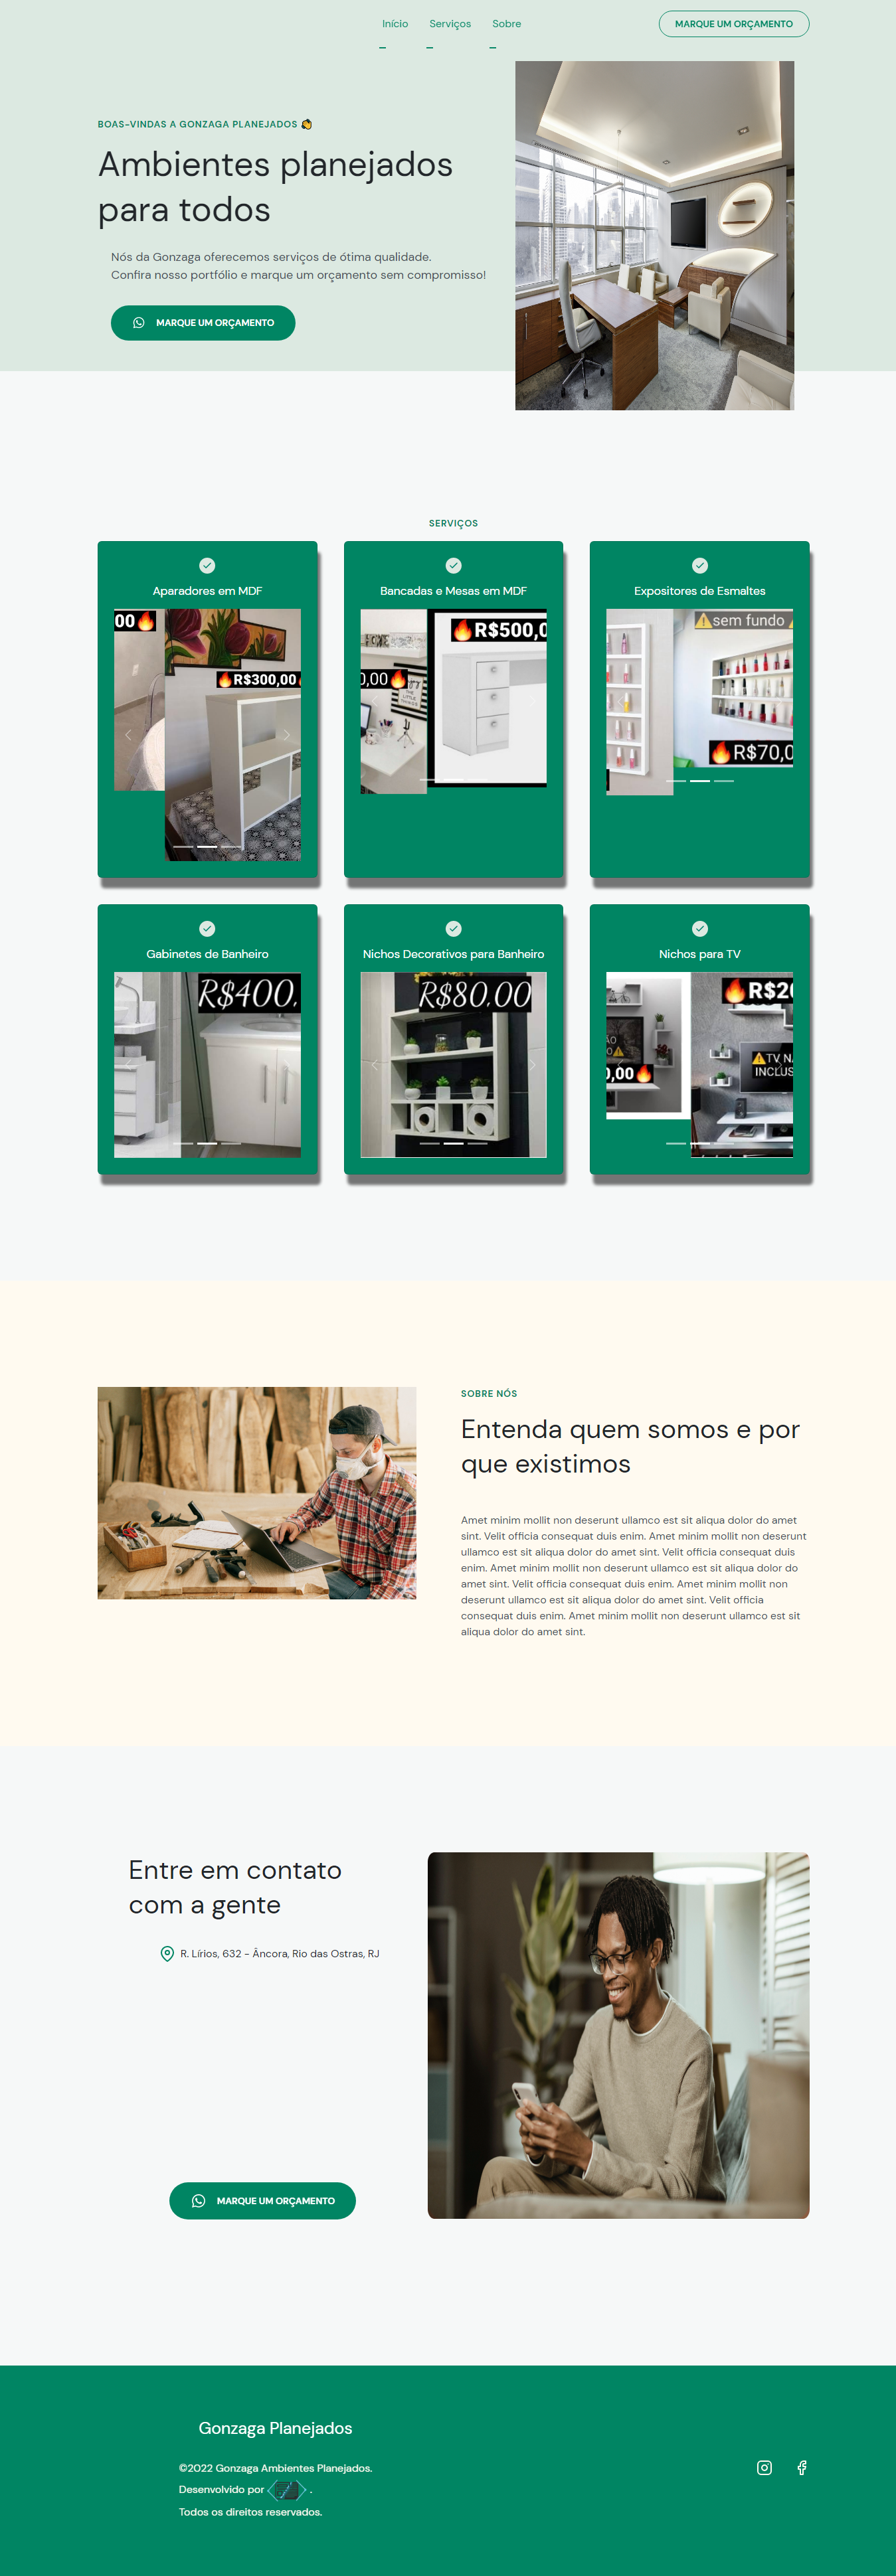 Início Serviços Sobre MARQUE UM ORÇAMENTO
BOAS-VINDAS A GONZAGA PLANEJADOS 👏
Ambientes planejados
para todos
Nós da Gonzaga oferecemos serviços de ótima qualidade.
Confira nosso portfólio e marque um orçamento sem compromisso!
MARQUE UM ORÇAMENTO
SERVIÇOS
Aparadores em MDF
00🔥
R$300,00
Bancadas e Mesas em MDF
🔥R$500,0
HOME
0,00🔥
THE
LITTLE
THINGS
Expositores de Esmaltes
⚠️sem fundo⚠️
🔥R$70,0
Gabinetes de Banheiro
R$400,
Nichos Decorativos para Banheiro
R$80,00
Nichos para TV
🔥R$20
ÃO
O⚠️
0,00🔥
⚠️TV NÃ
INCLUS
SOBRE NÓS
Entenda quem somos e por
que existimos
Amet minim mollit non deserunt ullamco est sit aliqua dolor do amet
sint. Velit officia consequat duis enim. Amet minim mollit non deserunt
ullamco est sit aliqua dolor do amet sint. Velit officia consequat duis
enim. Amet minim mollit non deserunt ullamco est sit aliqua dolor do
amet sint. Velit officia consequat duis enim. Amet minim mollit non
deserunt ullamco est sit aliqua dolor do amet sint. Velit officia
consequat duis enim. Amet minim mollit non deserunt ullamco est sit
aliqua dolor do amet sint.
Entre em contato
com a gente
R. Lírios, 632 - Âncora, Rio das Ostras, RJ
MARQUE UM ORÇAMENTO
Gonzaga Planejados
©2022 Gonzaga Ambientes Planejados.
Desenvolvido por .
Todos os direitos reservados.